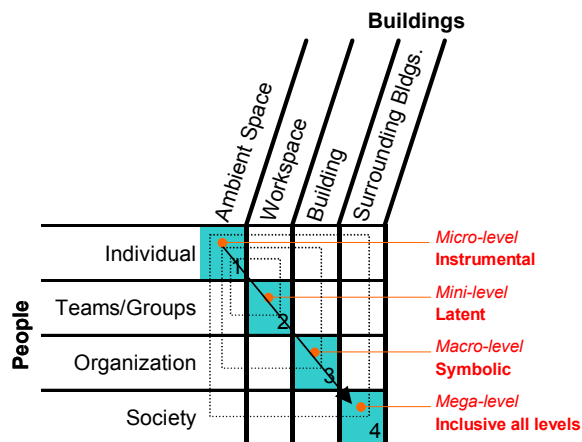 Buildings
Ambient Space
Workspace
Building
Surrounding Bldgs.
People
Individual
1
Micro-level
Instrumental
Teams/Groups
2
Mini-level
Latent
Organization
3
Macro-level
Symbolic
Society
4
Mega-level
Inclusive all levels